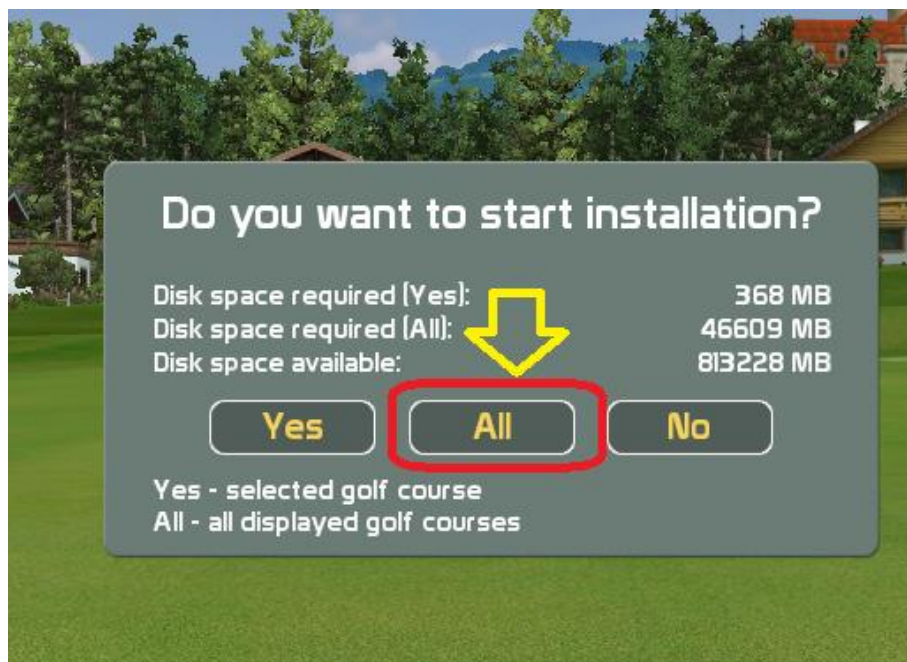 Do you want to start installation?
Disk space required (Yes): 368 MB
Disk space required (All): 46609 MB
Disk space available: 813228 MB
Yes All No
Yes - selected golf course
All - all displayed golf courses